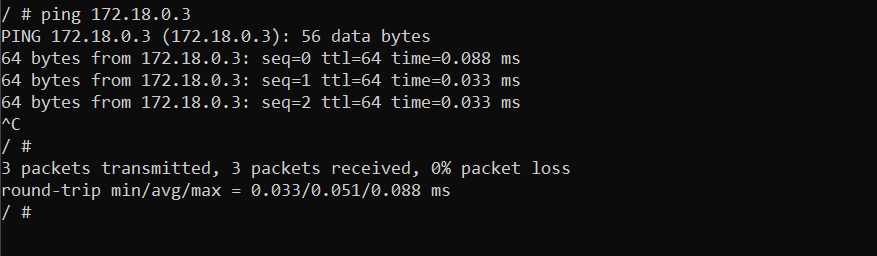 / # ping 172.18.0.3
PING 172.18.0.3 (172.18.0.3): 56 data bytes
64 bytes from 172.18.0.3: seq=0 ttl=64 time=0.088 ms
64 bytes from 172.18.0.3: seq=1 ttl=64 time=0.033 ms
64 bytes from 172.18.0.3: seq=2 ttl=64 time=0.033 ms
^C
/ #
3 packets transmitted, 3 packets received, 0% packet loss
round-trip min/avg/max = 0.033/0.051/0.088 ms
/ #